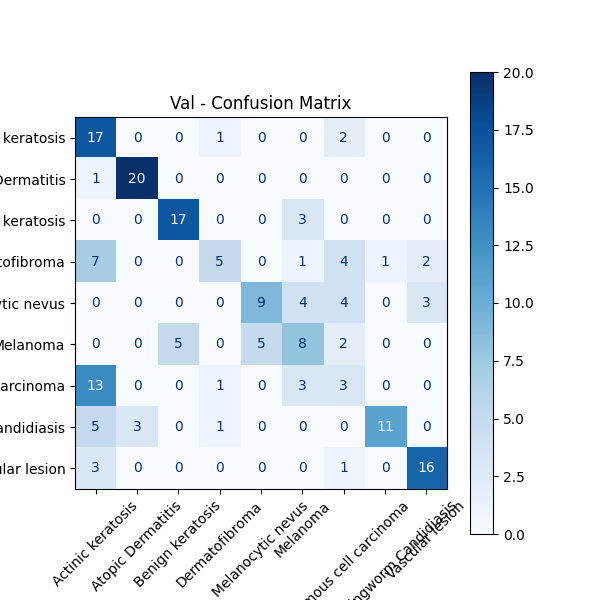 Val - Confusion Matrix
keratosis 17 0 0 1 0 0 2 0 0
Dermatitis 1 20 0 0 0 0 0 0 0
keratosis 0 0 17 0 0 3 0 0 0
tofibroma 7 0 0 5 0 1 4 1 2
ytic nevus 0 0 0 0 9 4 4 0 3
Melanoma 0 0 5 0 5 8 2 0 0
arcinoma 13 0 0 1 0 3 3 0 0
andidiasis 5 3 0 1 0 0 0 11 0
ular lesion 3 0 0 0 0 0 1 0 16
Actinic keratosis
Atopic Dermatitis
Benign keratosis
Dermatofibroma
Melanocytic nevus
Melanoma
mous cell carcinoma
ingworm Candidiasis
Vascular lesion
20.0
17.5
15.0
12.5
10.0
7.5
5.0
2.5
0.0